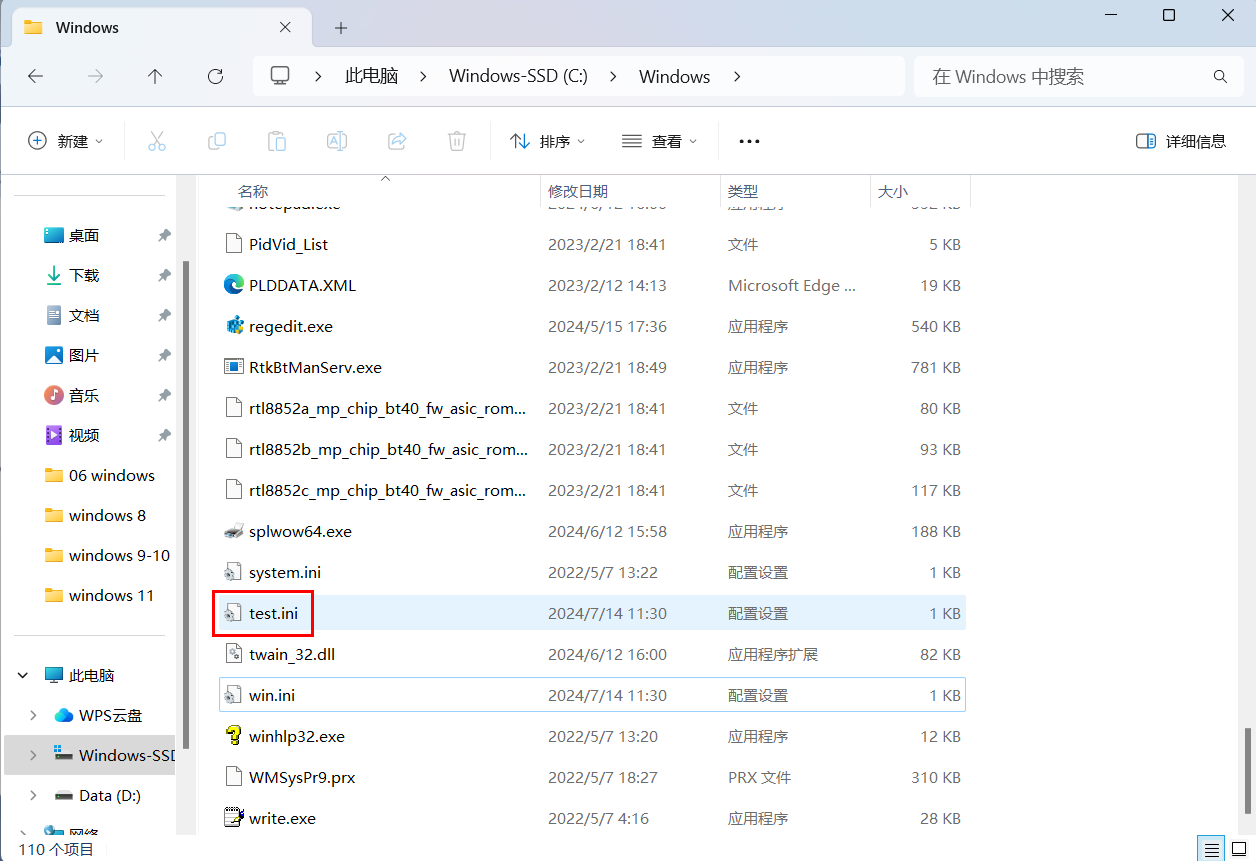 Windows
此电脑 Windows-SSD (C:) Windows
在 Windows 中搜索
新建 排序 查看 详细信息
名称 修改日期 类型 大小
桌面
下载
文档
图片
音乐
视频
06 windows
windows 8
windows 9-10
windows 11
此电脑
WPS云盘
Windows-SSD
Data (D:)
网络
notepad.exe 2024/6/12 16:00 应用程序 352 KB
PidVid_List 2023/2/21 18:41 文件 5 KB
PLDDATA.XML 2023/2/12 14:13 Microsoft Edge ... 19 KB
regedit.exe 2024/5/15 17:36 应用程序 540 KB
RtkBtManServ.exe 2023/2/21 18:49 应用程序 781 KB
rtl8852a_mp_chip_bt40_fw_asic_rom... 2023/2/21 18:41 文件 80 KB
rtl8852b_mp_chip_bt40_fw_asic_rom... 2023/2/21 18:41 文件 93 KB
rtl8852c_mp_chip_bt40_fw_asic_rom... 2023/2/21 18:41 文件 117 KB
splwow64.exe 2024/6/12 15:58 应用程序 188 KB
system.ini 2022/5/7 13:22 配置设置 1 KB
test.ini 2024/7/14 11:30 配置设置 1 KB
twain_32.dll 2024/6/12 16:00 应用程序扩展 82 KB
win.ini 2024/7/14 11:30 配置设置 1 KB
winhlp32.exe 2022/5/7 13:20 应用程序 12 KB
WMSysPr9.prx 2022/5/7 18:27 PRX 文件 310 KB
write.exe 2022/5/7 4:16 应用程序 28 KB
110 个项目